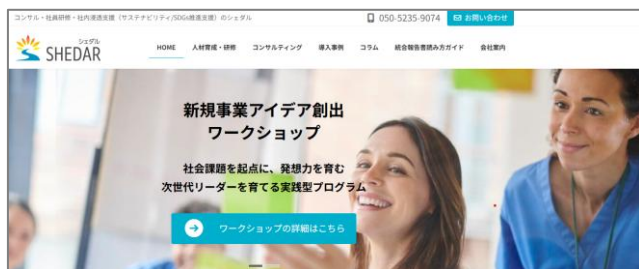 コンサル・社員研修・社内浸透支援（サステナビリティ/SDGs推進支援）のシェダル
050-5235-9074 お問い合わせ
シェダル
SHEDAR
HOME 人材育成・研修 コンサルティング 導入事例 コラム 統合報告書読み方ガイド 会社案内
新規事業アイデア創出
ワークショップ
社会課題を起点に、発想力を育む
次世代リーダーを育てる実践型プログラム
ワークショップの詳細はこちら